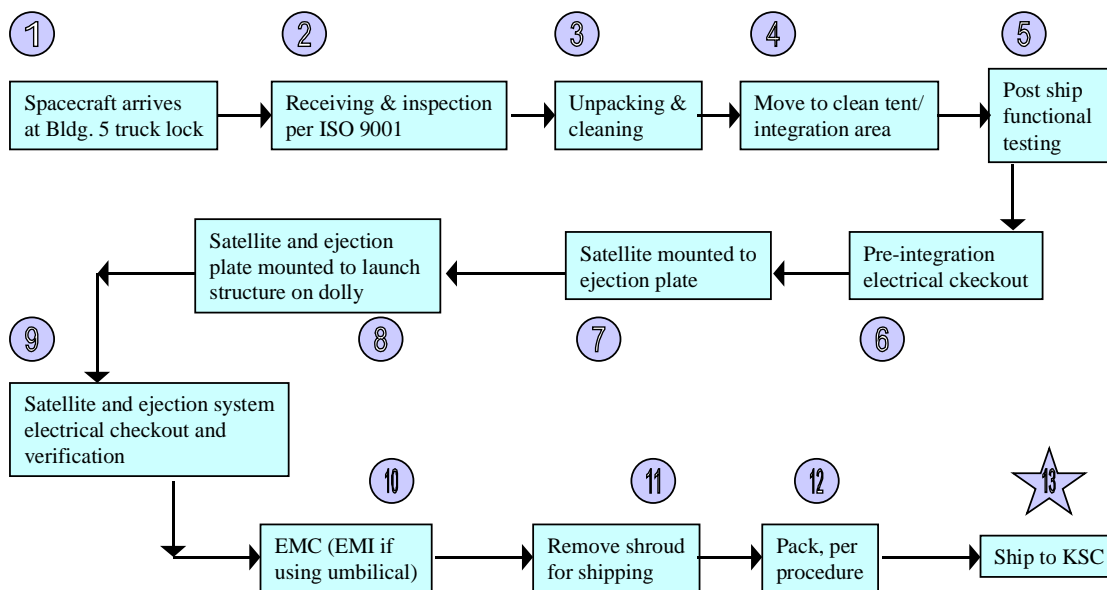 1
Spacecraft arrives
at Bldg. 5 truck lock
2
Receiving & inspection
per ISO 9001
3
Unpacking &
cleaning
4
Move to clean tent/
integration area
5
Post ship
functional
testing
6
Pre-integration
electrical ckeckout
7
Satellite mounted to
ejection plate
8
Satellite and ejection
plate mounted to launch
structure on dolly
9
Satellite and ejection system
electrical checkout and
verification
10
EMC (EMI if
using umbilical)
11
Remove shroud
for shipping
12
Pack, per
procedure
13
Ship to KSC